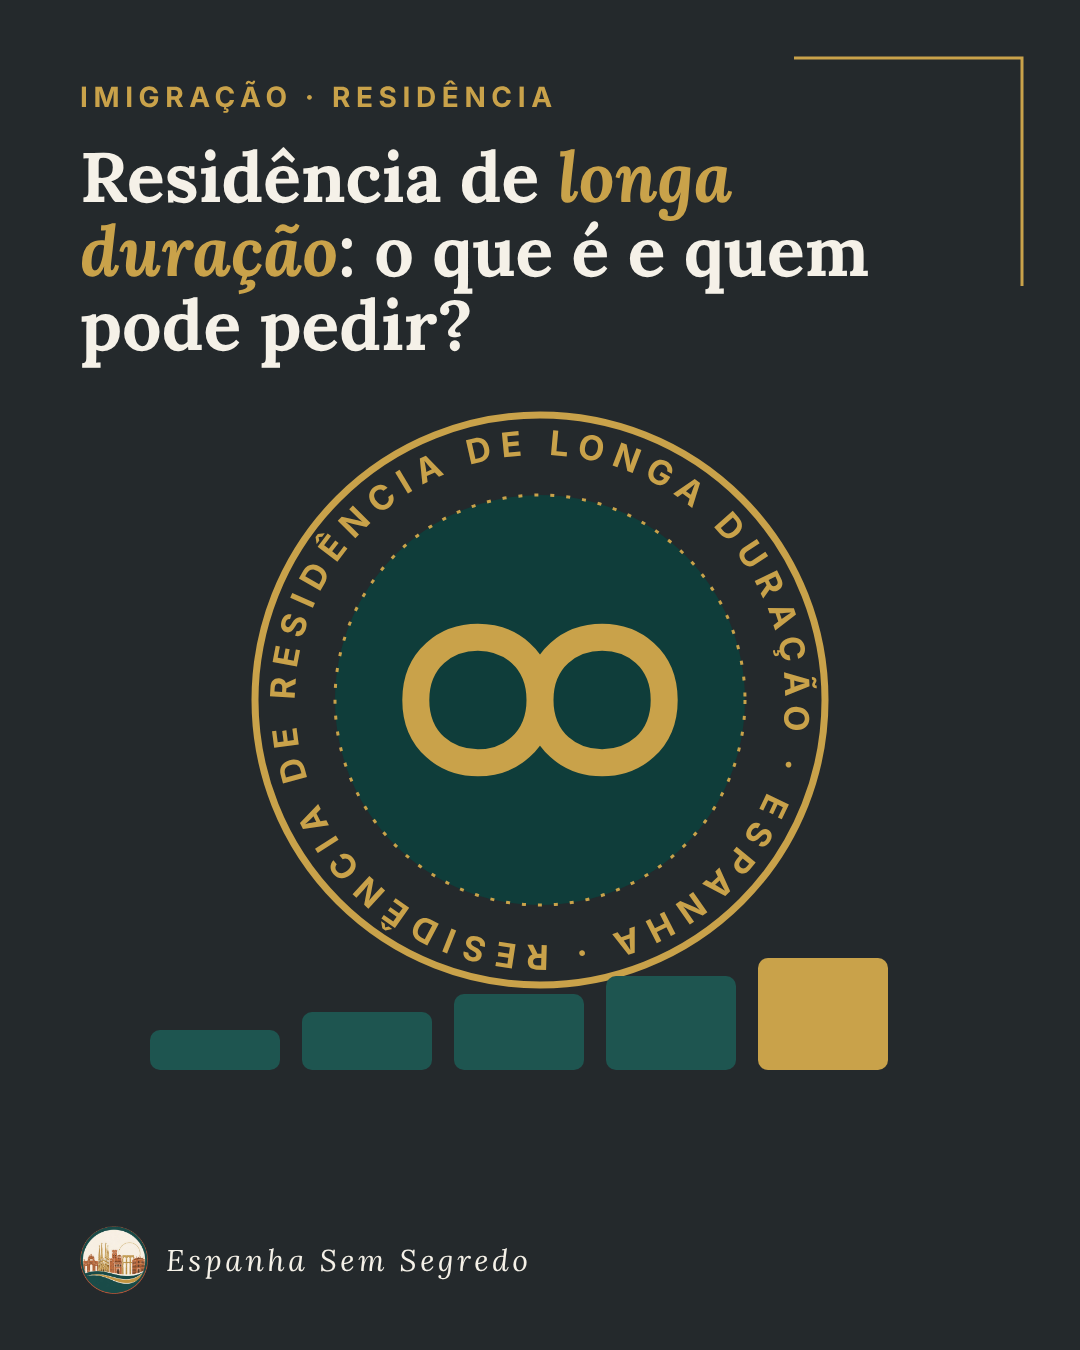 IMIGRAÇÃO · RESIDÊNCIA
Residência de longa
duração: o que é e quem
pode pedir?
RESIDÊNCIA DE LONGA DURAÇÃO · ESPANHA · RESIDÊNCIA DE
Espanha Sem Segredo